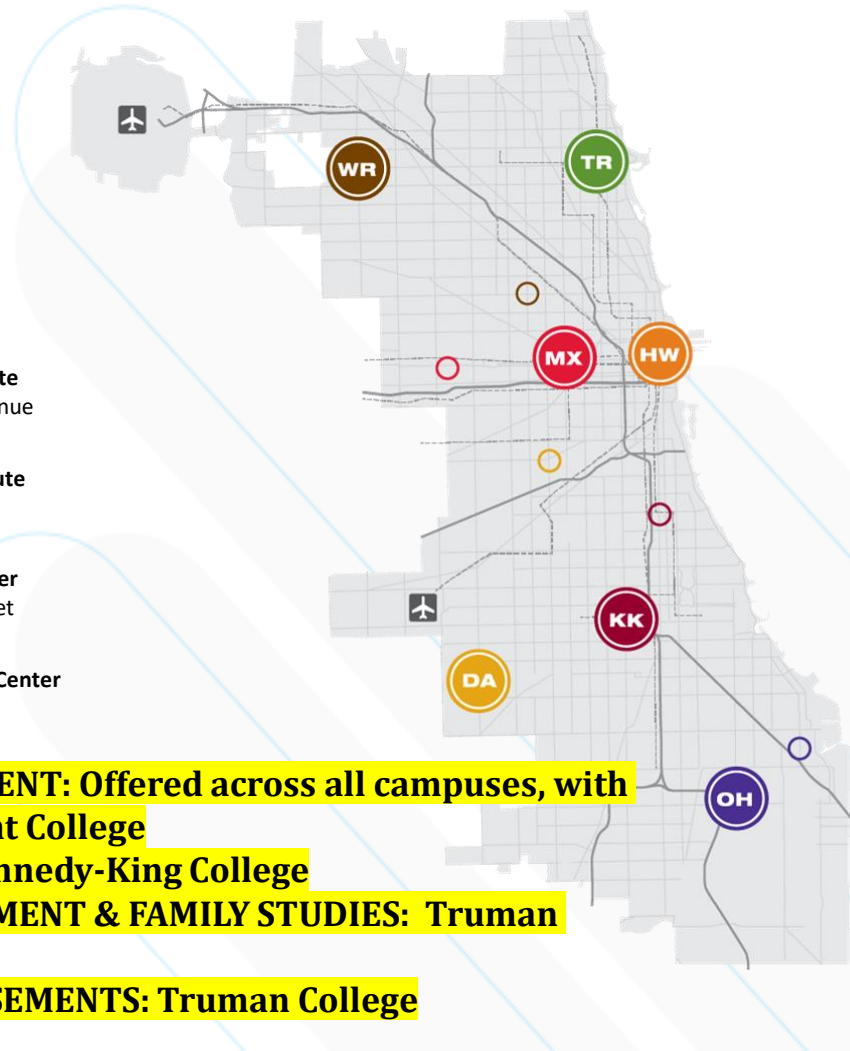 WR
TR
MX
HW
te
nue
ute
er
et
Center
KK
DA
OH
ENT: Offered across all campuses, with
nt College
nnedy-King College
MENT & FAMILY STUDIES: Truman
SEMENTS: Truman College